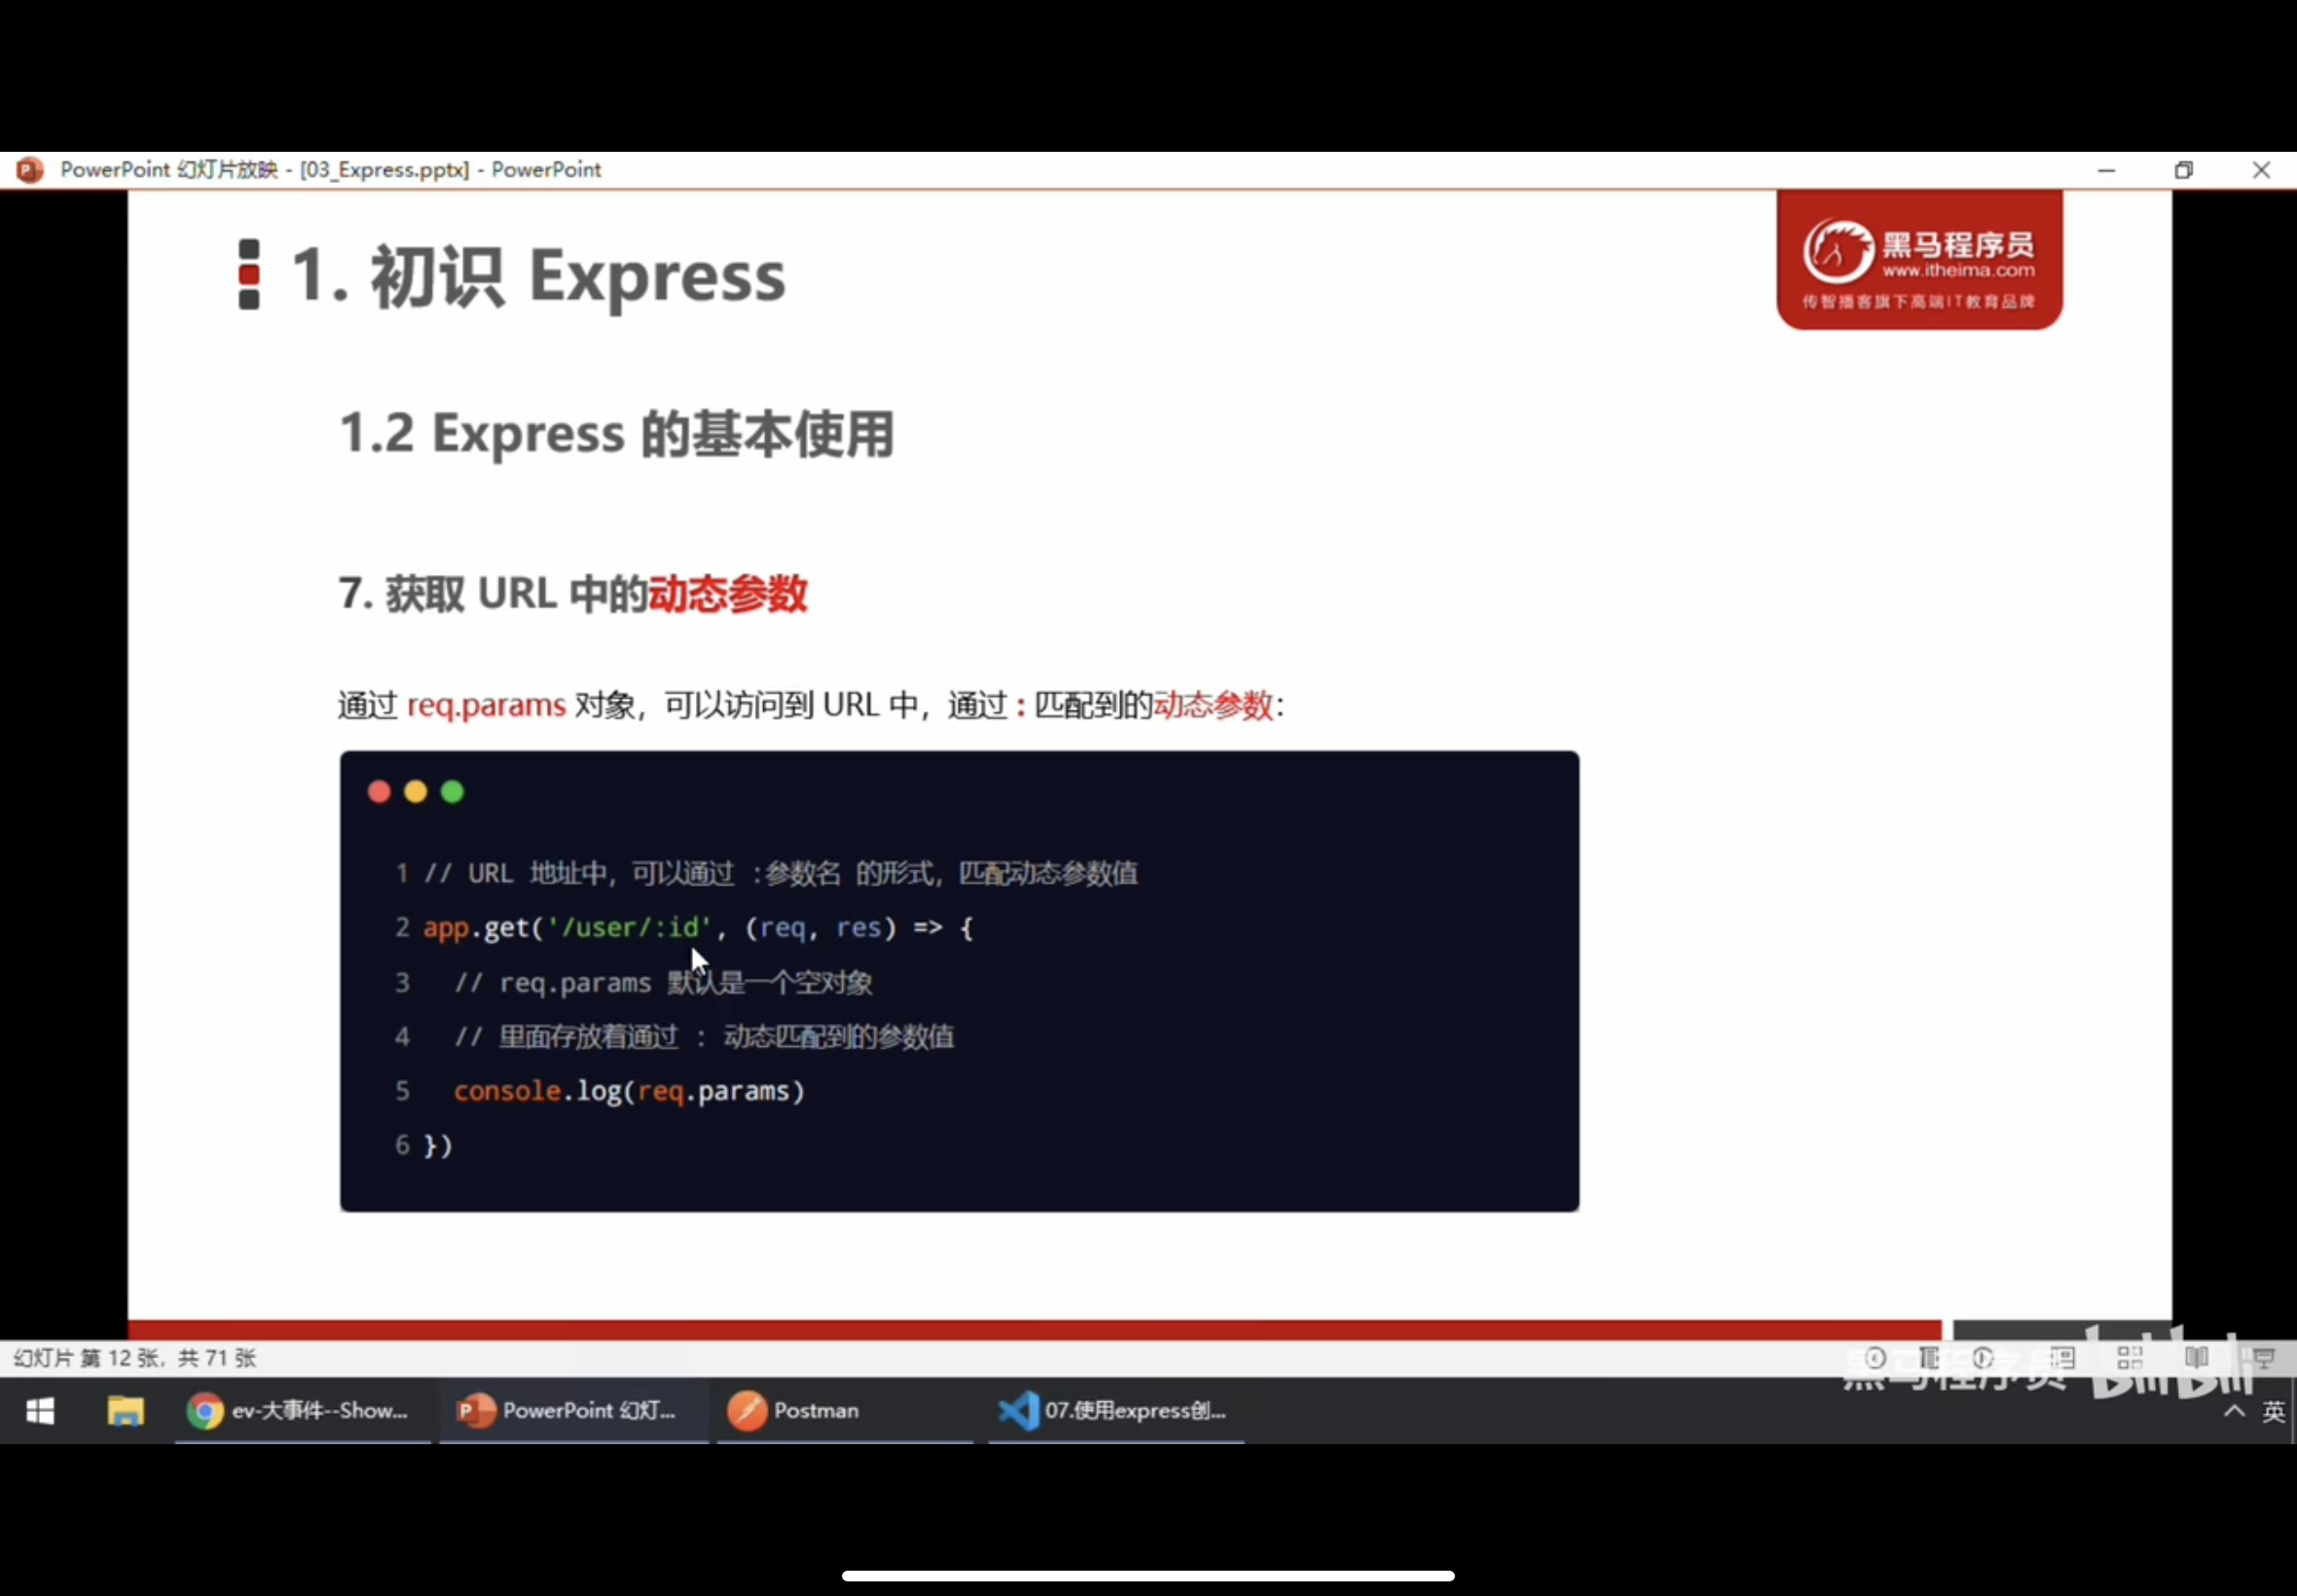 PowerPoint 幻灯片放映 - [03_Express.pptx] - PowerPoint
1. 初识 Express
黑马程序员
www.itheima.com
传智播客旗下高端IT教育品牌
1.2 Express 的基本使用
7. 获取 URL 中的动态参数
通过 req.params 对象，可以访问到 URL 中，通过 : 匹配到的动态参数：
1 // URL 地址中，可以通过 :参数名 的形式，匹配动态参数值
2 app.get('/user/:id', (req, res) => {
3 // req.params 默认是一个空对象
4 // 里面存放着通过 : 动态匹配到的参数值
5 console.log(req.params)
6 })
幻灯片 第 12 张，共 71 张
黑马程序员 bilibili
ev-大事件--Show...
PowerPoint 幻灯...
Postman
07.使用express创...
英